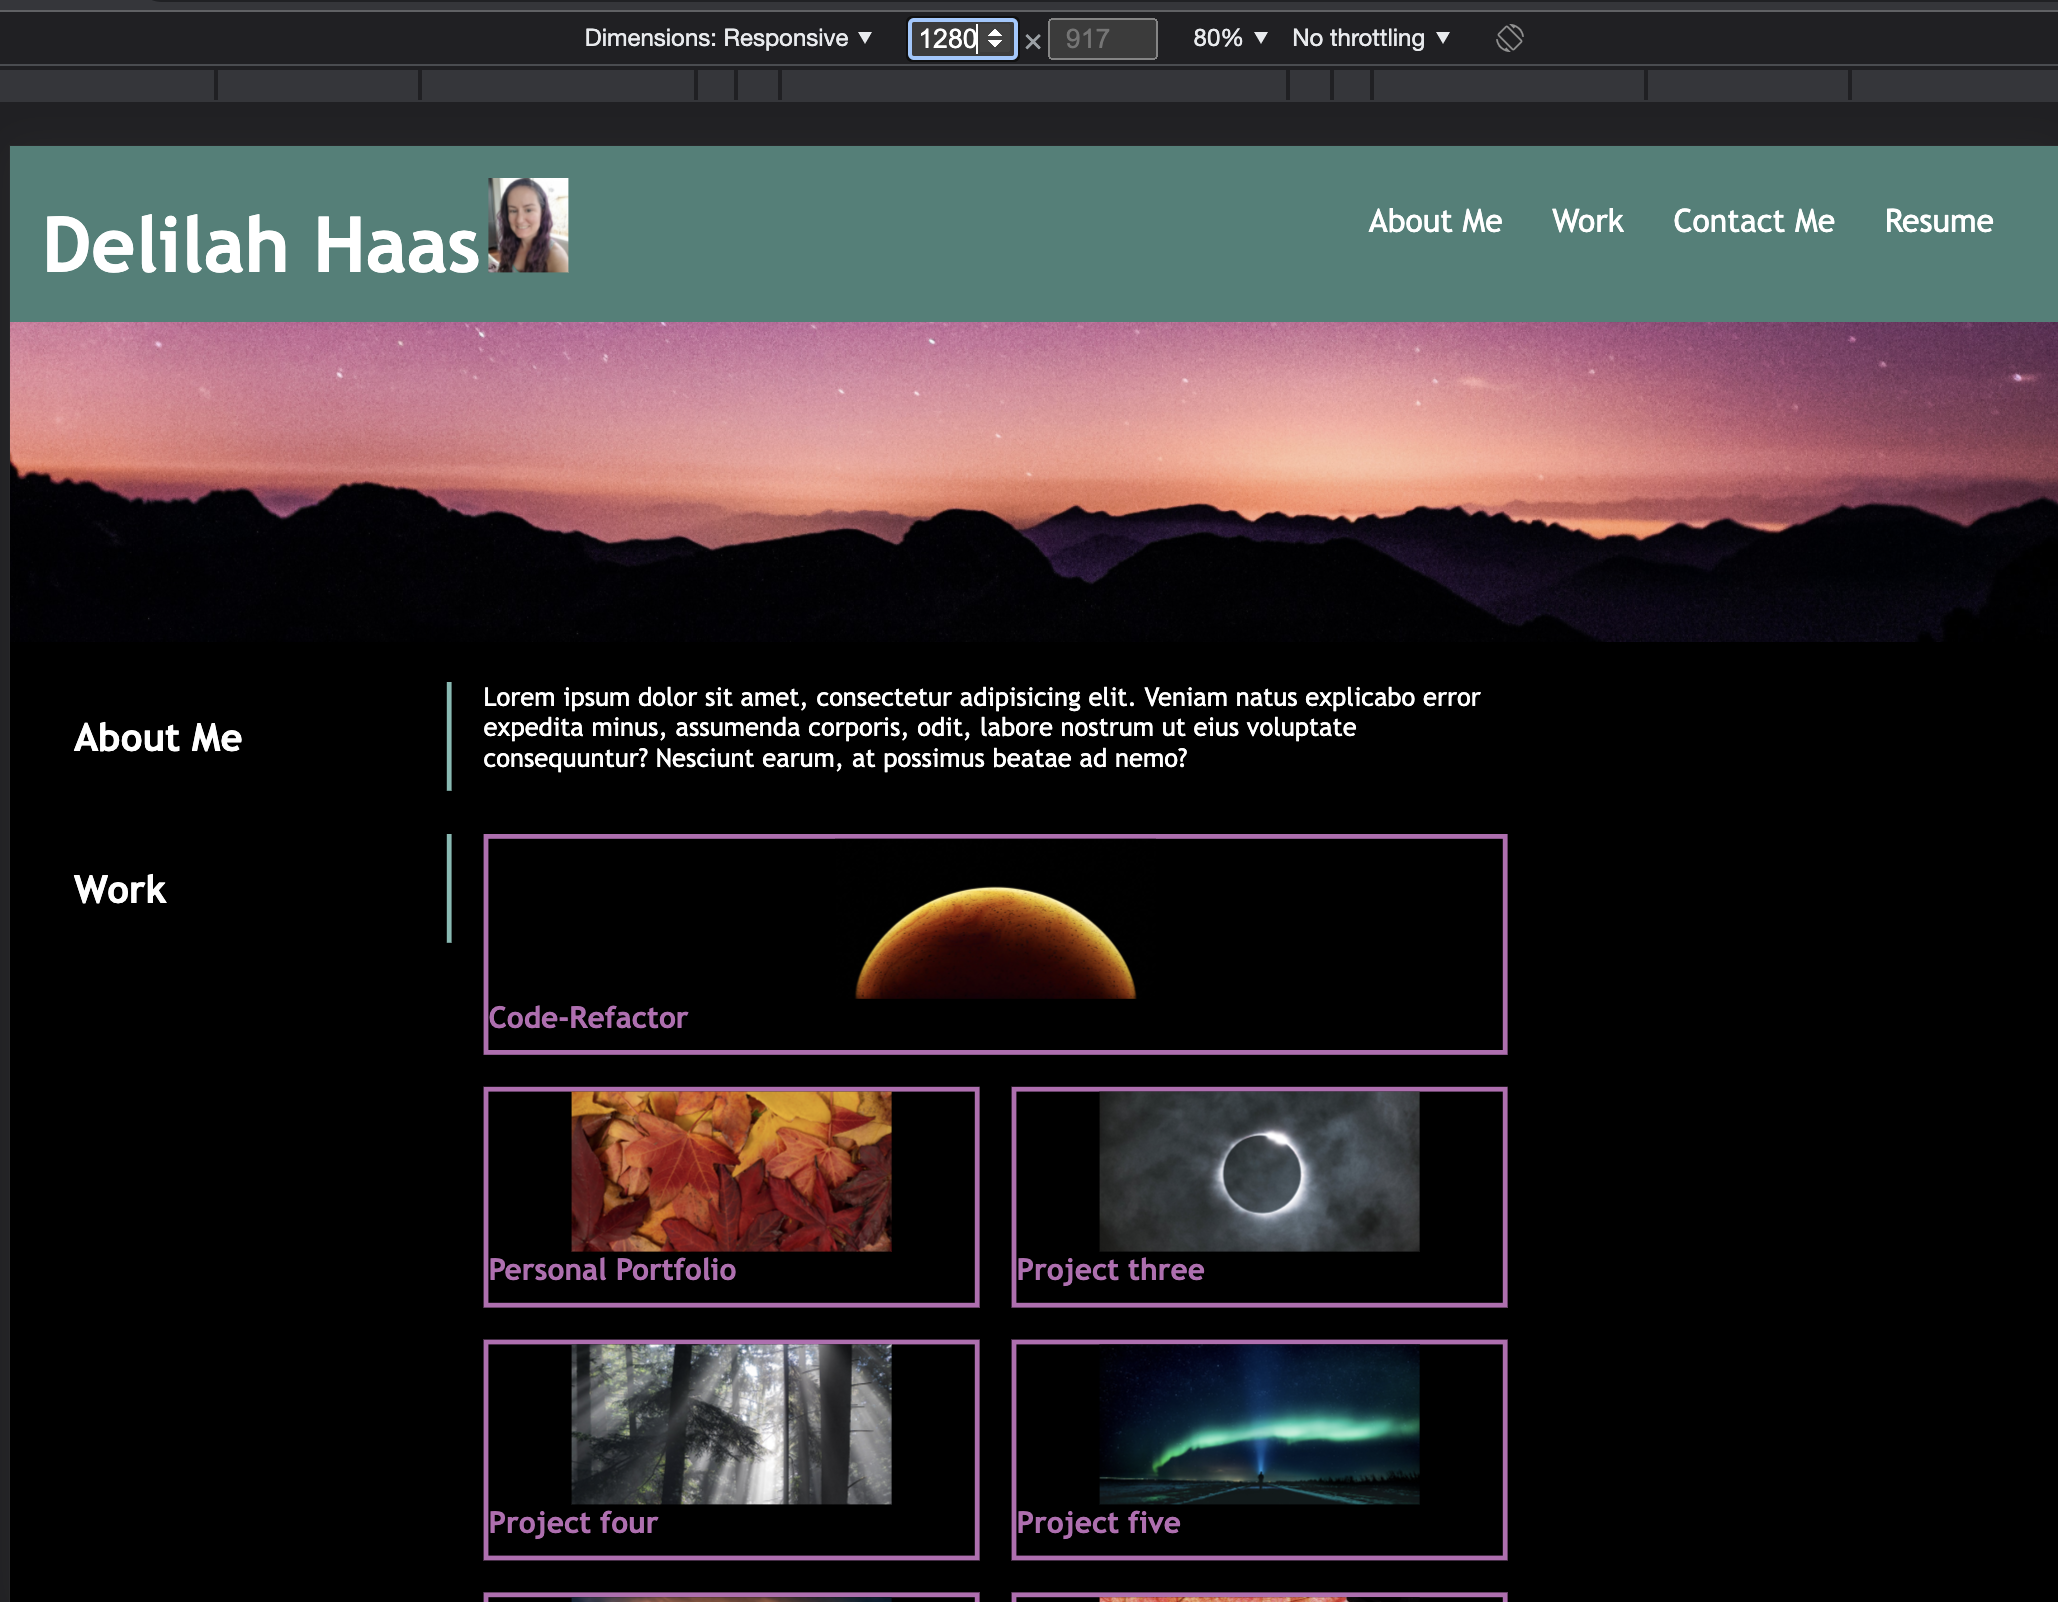 Dimensions: Responsive ▼ 1280 × 917 80% ▼ No throttling ▼
Delilah Haas
About Me Work Contact Me Resume
About Me
Lorem ipsum dolor sit amet, consectetur adipisicing elit. Veniam natus explicabo error
expedita minus, assumenda corporis, odit, labore nostrum ut eius voluptate
consequuntur? Nesciunt earum, at possimus beatae ad nemo?
Work
Code-Refactor
Personal Portfolio
Project three
Project four
Project five